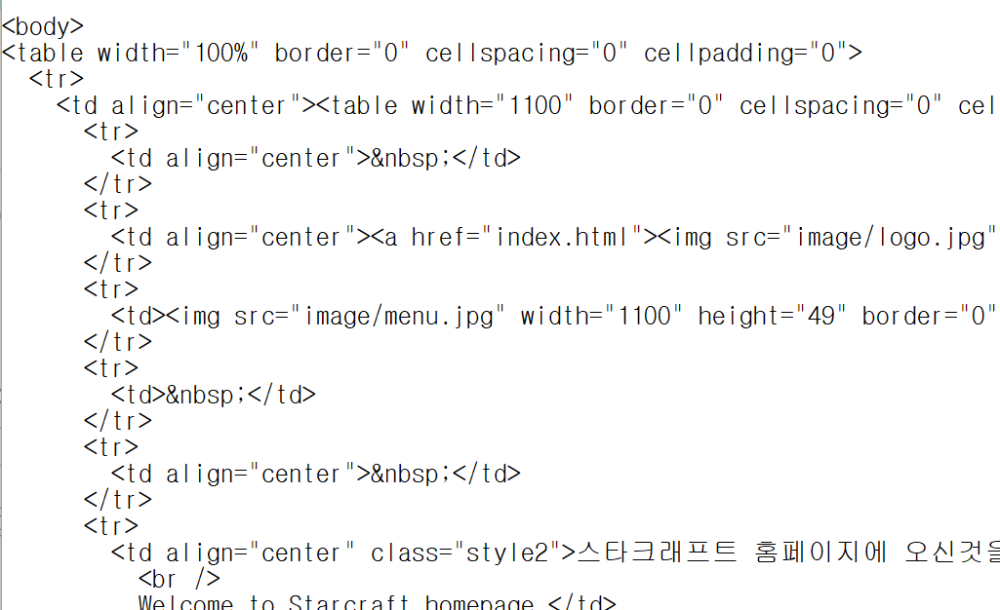 <body>
<table width="100%" border="0" cellspacing="0" cellpadding="0">
<tr>
<td align="center"><table width="1100" border="0" cellspacing="0" cel
<tr>
<td align="center">&nbsp;</td>
</tr>
<tr>
<td align="center"><a href="index.html"><img src="image/logo.jpg"
</tr>
<tr>
<td><img src="image/menu.jpg" width="1100" height="49" border="0"
</tr>
<tr>
<td>&nbsp;</td>
</tr>
<tr>
<td align="center">&nbsp;</td>
</tr>
<tr>
<td align="center" class="style2">스타크래프트 홈페이지에 오신것을
<br />
Welcome to Starcraft homepage.</td>